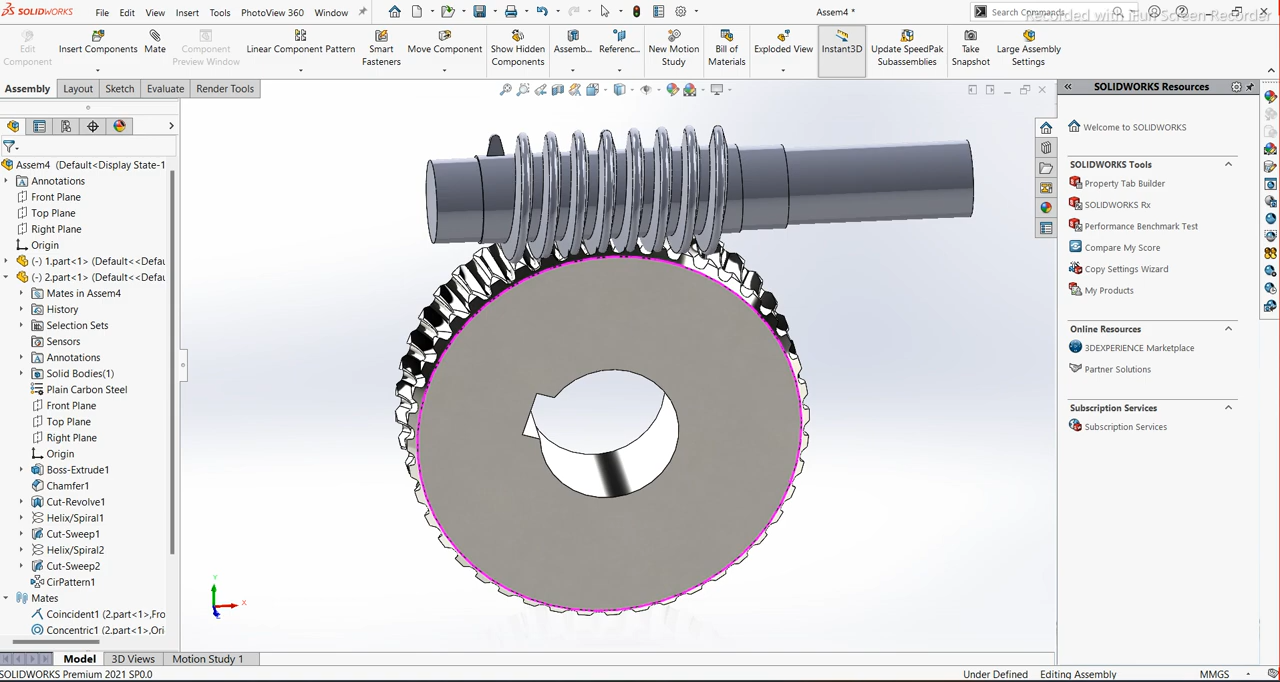 SOLIDWORKS File Edit View Insert Tools PhotoView 360 Window Assem4 * Search Commands
Recorded with iFun Screen Recorder
Edit Component
Insert Components
Mate
Component Preview Window
Linear Component Pattern
Smart Fasteners
Move Component
Show Hidden Components
Assemb...
Referenc...
New Motion Study
Bill of Materials
Exploded View
Instant3D
Update SpeedPak Subassemblies
Take Snapshot
Large Assembly Settings
Assembly Layout Sketch Evaluate Render Tools
Assem4 (Default<Display State-1
Annotations
Front Plane
Top Plane
Right Plane
Origin
(-) 1.part<1> (Default<<Defau
(-) 2.part<1> (Default<<Defau
Mates in Assem4
History
Selection Sets
Sensors
Annotations
Solid Bodies(1)
Plain Carbon Steel
Front Plane
Top Plane
Right Plane
Origin
Boss-Extrude1
Chamfer1
Cut-Revolve1
Helix/Spiral1
Cut-Sweep1
Helix/Spiral2
Cut-Sweep2
CirPattern1
Mates
Coincident1 (2.part<1>,Fro
Concentric1 (2.part<1>,Ori
Y
X
SOLIDWORKS Resources
Welcome to SOLIDWORKS
SOLIDWORKS Tools
Property Tab Builder
SOLIDWORKS Rx
Performance Benchmark Test
Compare My Score
Copy Settings Wizard
My Products
Online Resources
3DEXPERIENCE Marketplace
Partner Solutions
Subscription Services
Subscription Services
Model 3D Views Motion Study 1
SOLIDWORKS Premium 2021 SP0.0 Under Defined Editing Assembly MMGS